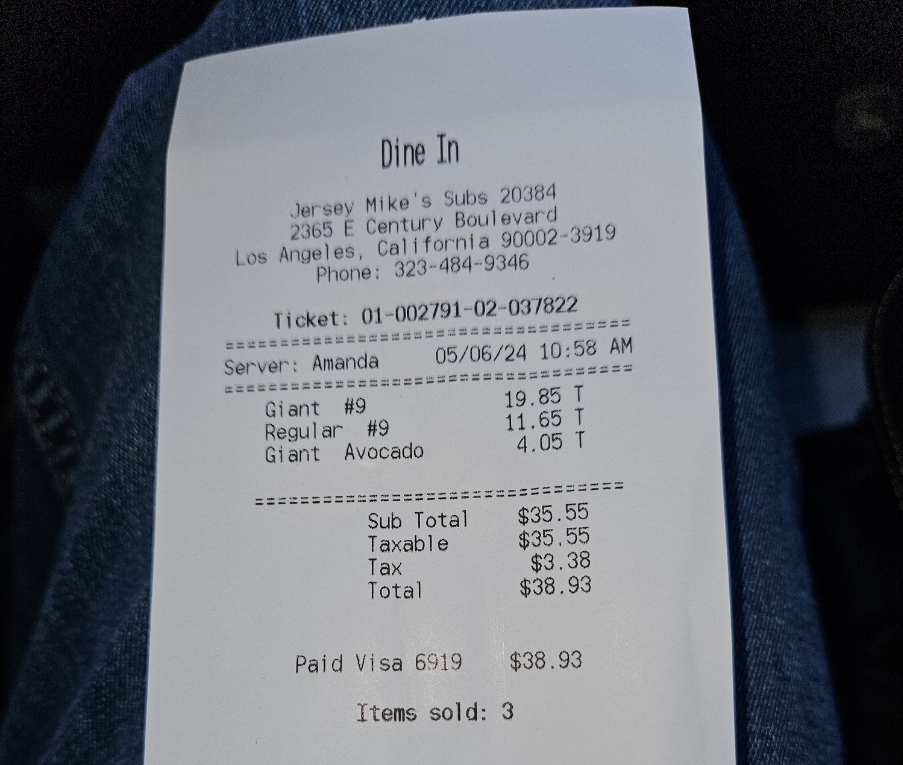 Dine In
Jersey Mike's Subs 20384
2365 E Century Boulevard
Los Angeles, California 90002-3919
Phone: 323-484-9346
Ticket: 01-002791-02-037822
===================================
Server: Amanda 05/06/24 10:58 AM
===================================
Giant #9 19.85 T
Regular #9 11.65 T
Giant Avocado 4.05 T
================================
Sub Total $35.55
Taxable $35.55
Tax $3.38
Total $38.93
Paid Visa 6919 $38.93
Items sold: 3